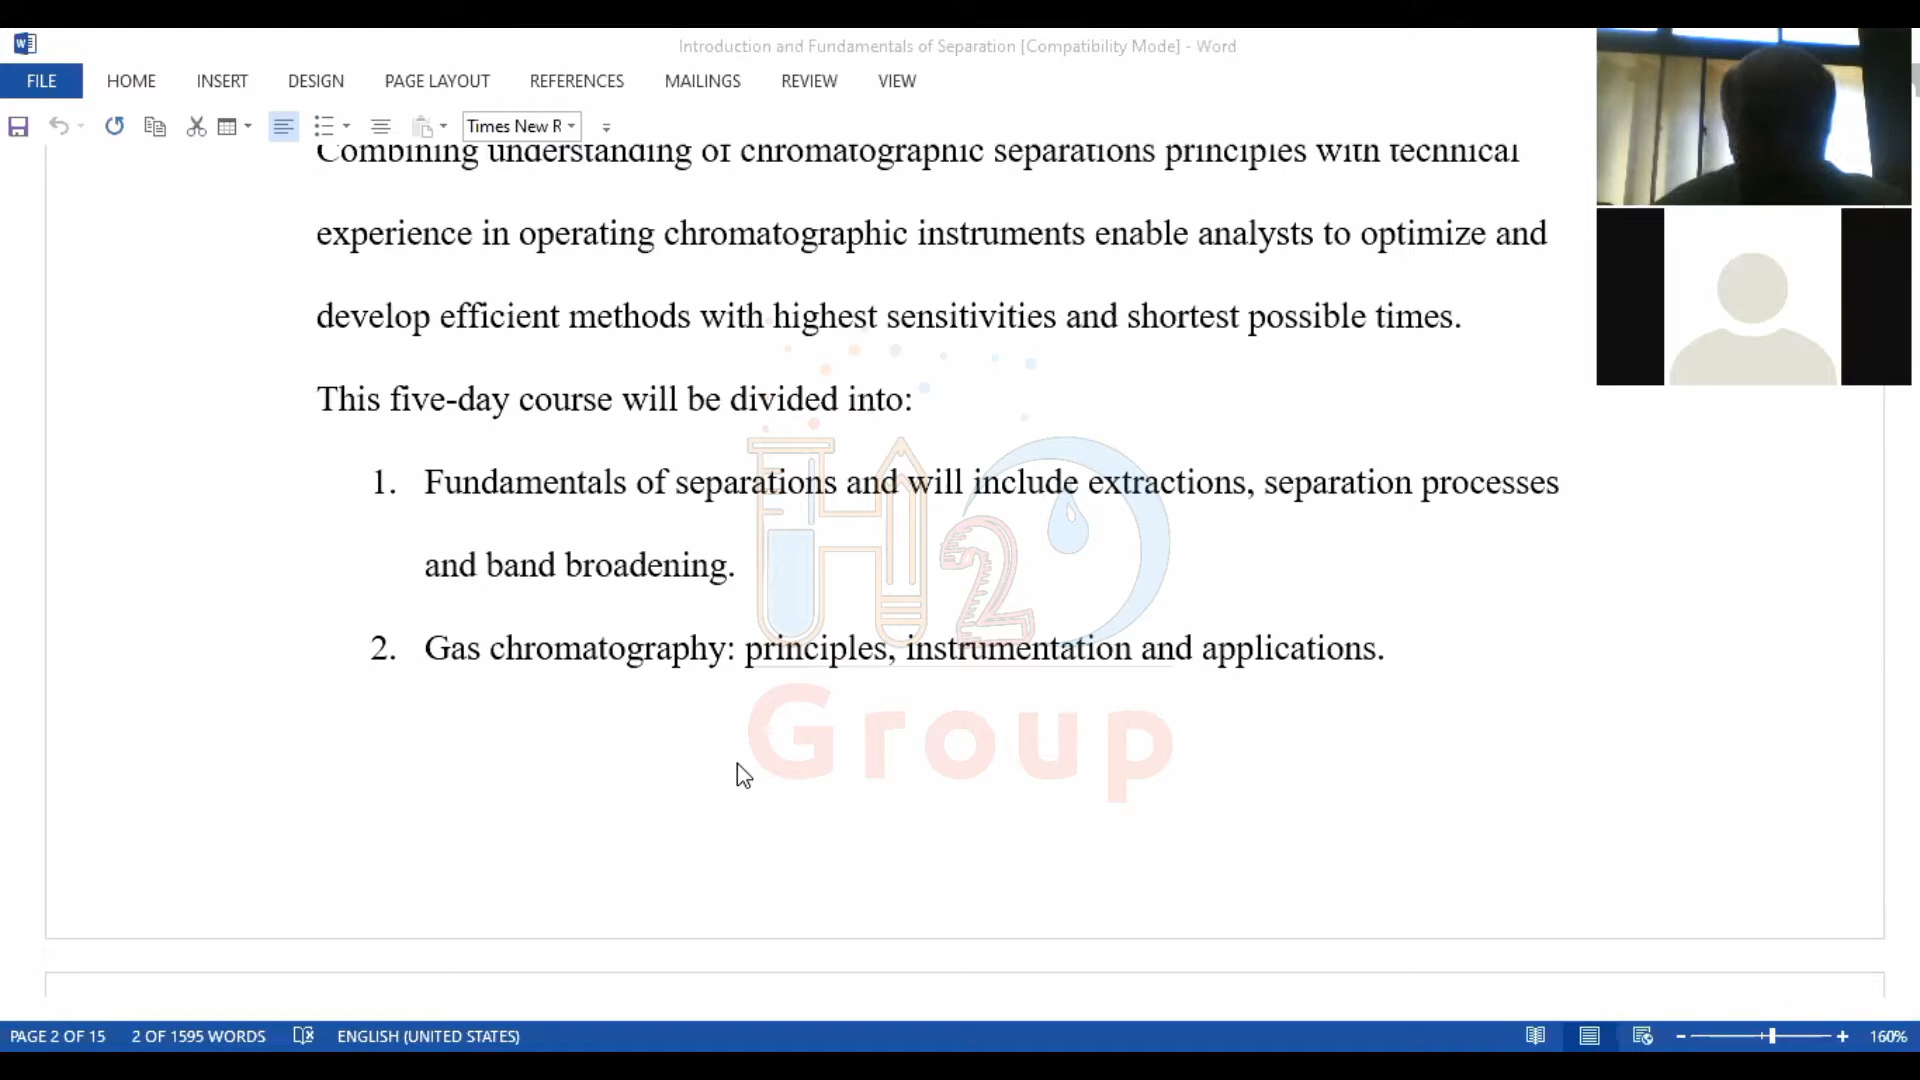 Introduction and Fundamentals of Separation [Compatibility Mode] - Word
FILE HOME INSERT DESIGN PAGE LAYOUT REFERENCES MAILINGS REVIEW VIEW
Times New R
Combining understanding of chromatographic separations principles with technical
experience in operating chromatographic instruments enable analysts to optimize and
develop efficient methods with highest sensitivities and shortest possible times.
This five-day course will be divided into:
1. Fundamentals of separations and will include extractions, separation processes
and band broadening.
2. Gas chromatography: principles, instrumentation and applications.
H2O
Group
PAGE 2 OF 15 2 OF 1595 WORDS ENGLISH (UNITED STATES) 160%